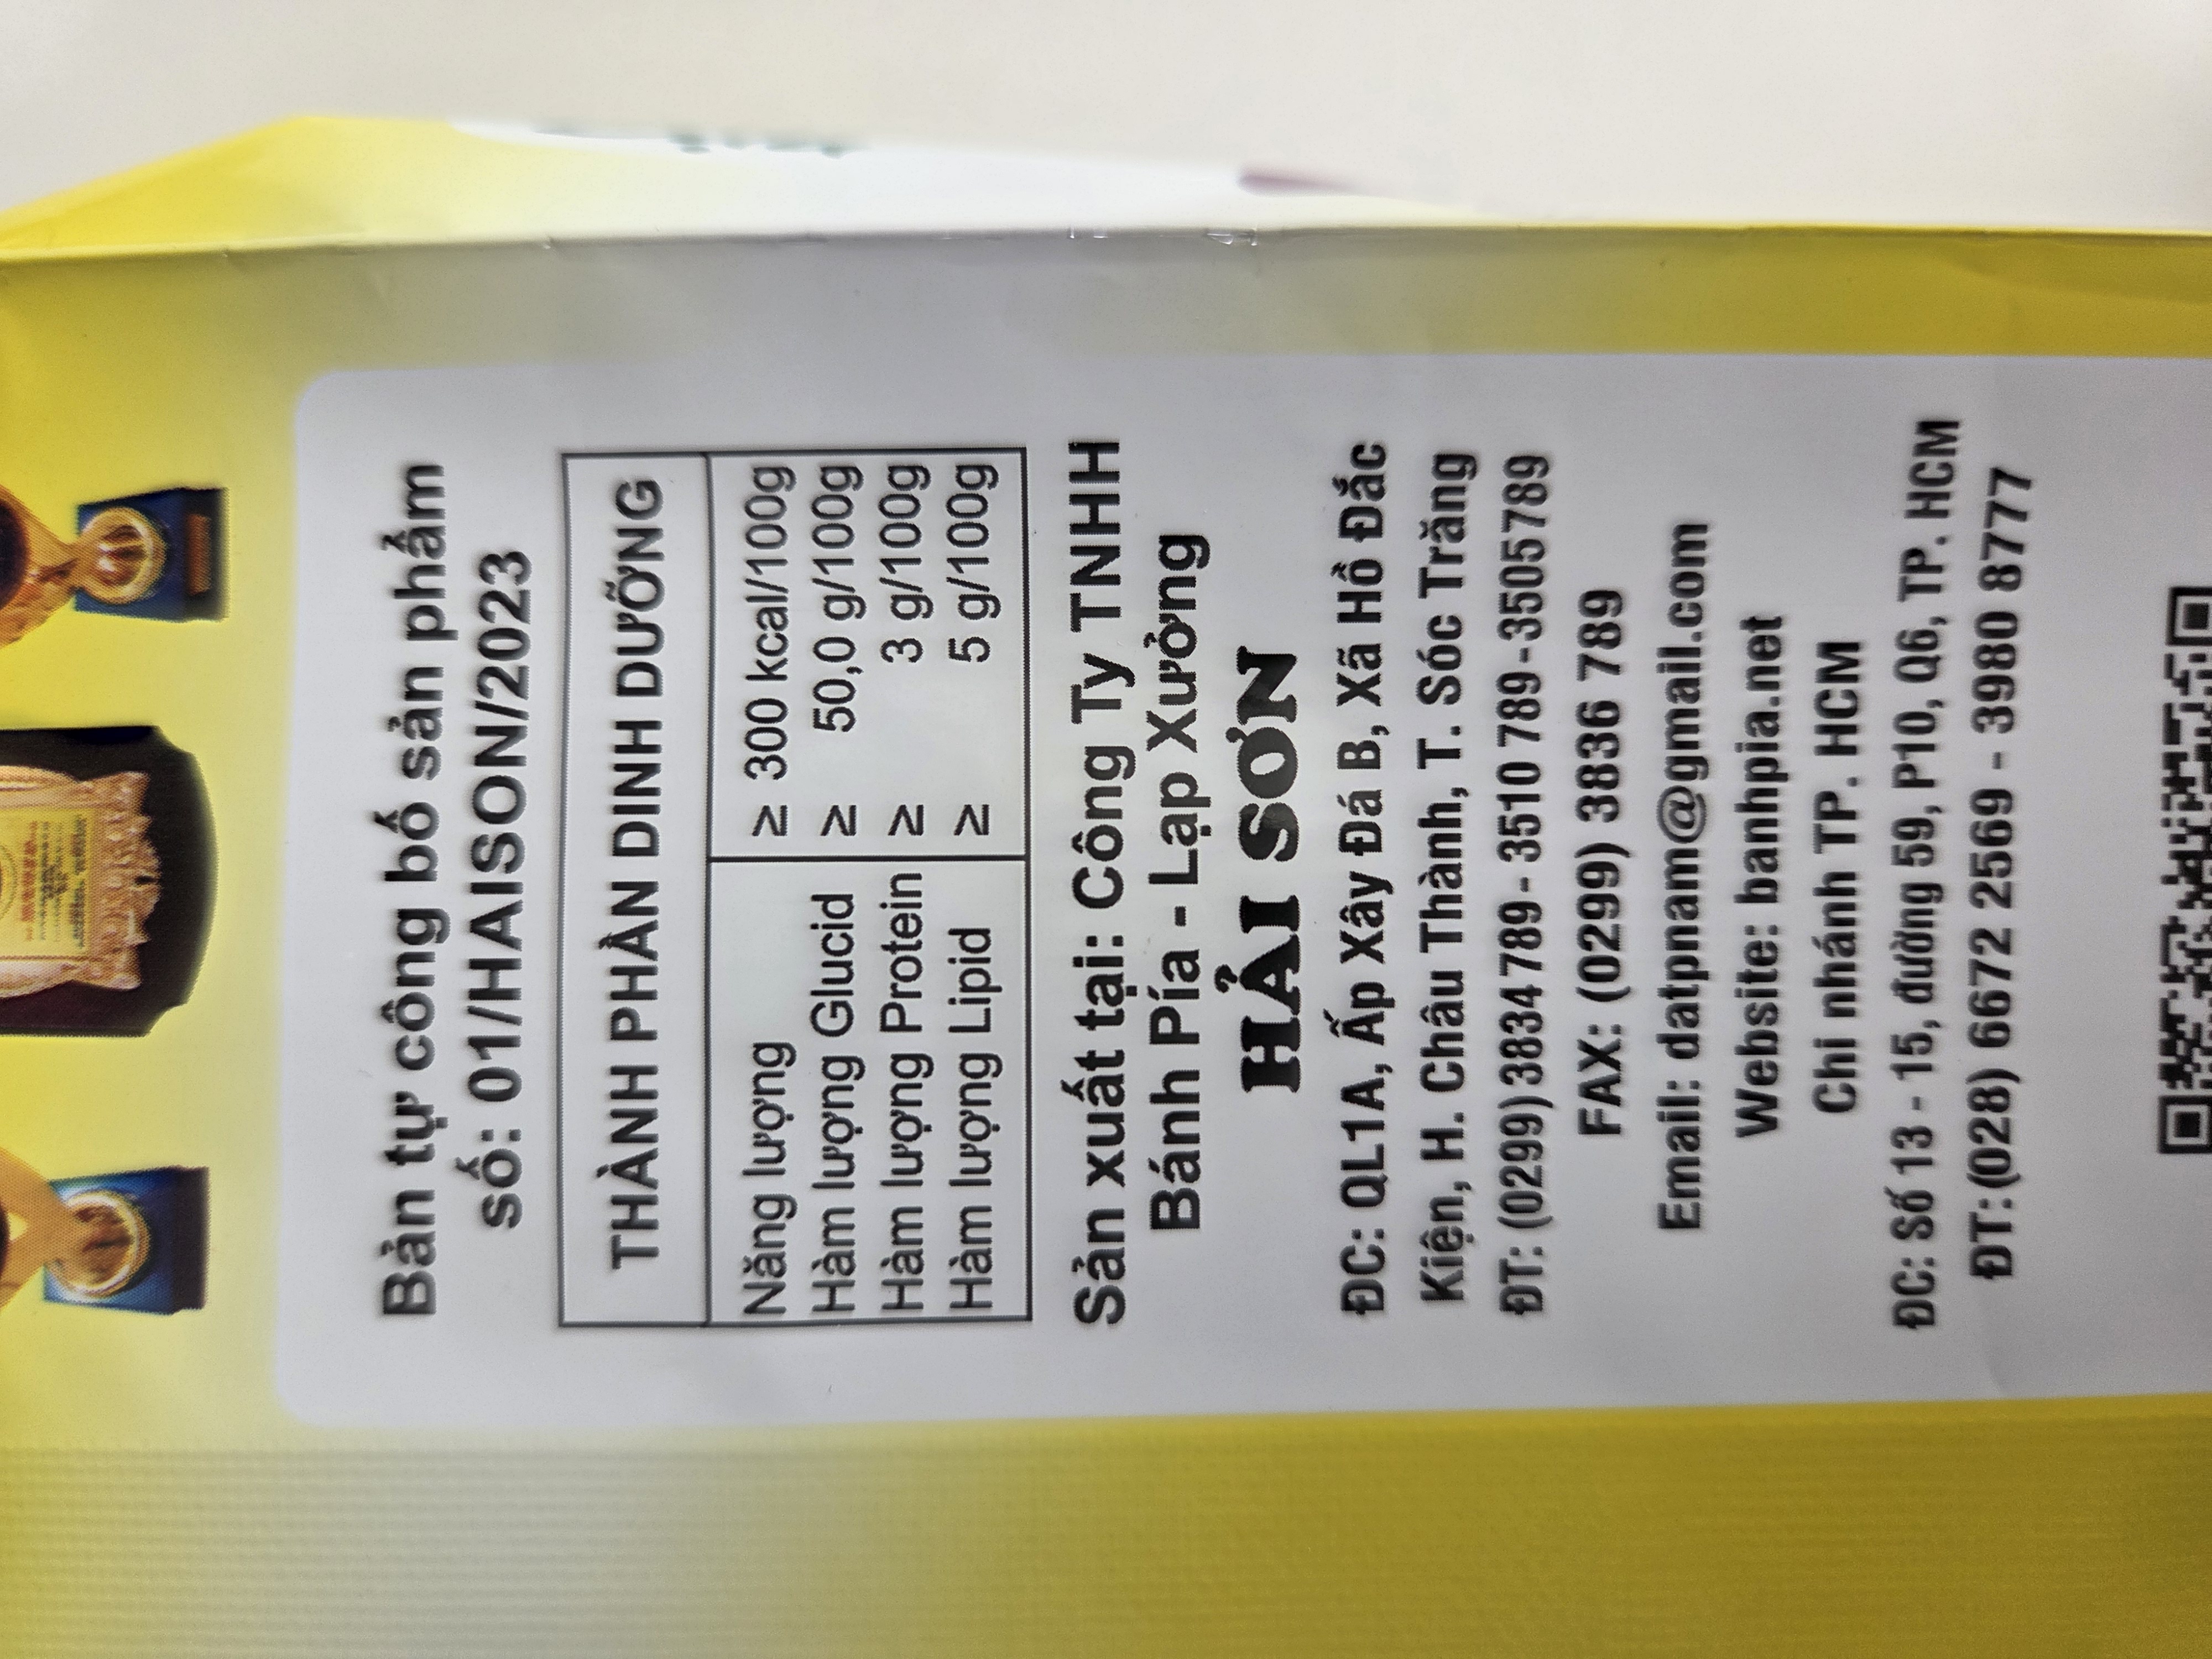 Bản tự công bố sản phẩm
số: 01/HAISON/2023
THÀNH PHẦN DINH DƯỠNG
Năng lượng ≥ 300 kcal/100g
Hàm lượng Glucid ≥ 50,0 g/100g
Hàm lượng Protein ≥ 3 g/100g
Hàm lượng Lipid ≥ 5 g/100g
Sản xuất tại: Công Ty TNHH
Bánh Pía - Lạp Xưởng
HẢI SƠN
ĐC: QL1A, Ấp Xây Đá B, Xã Hồ Đắc
Kiện, H. Châu Thành, T. Sóc Trăng
ĐT: (0299) 3834 789 - 3510 789 - 3505 789
FAX: (0299) 3836 789
Email: datpnam@gmail.com
Website: banhpia.net
Chi nhánh TP. HCM
ĐC: Số 13 - 15, đường 59, P10, Q6, TP. HCM
ĐT: (028) 6672 2569 - 3980 8777